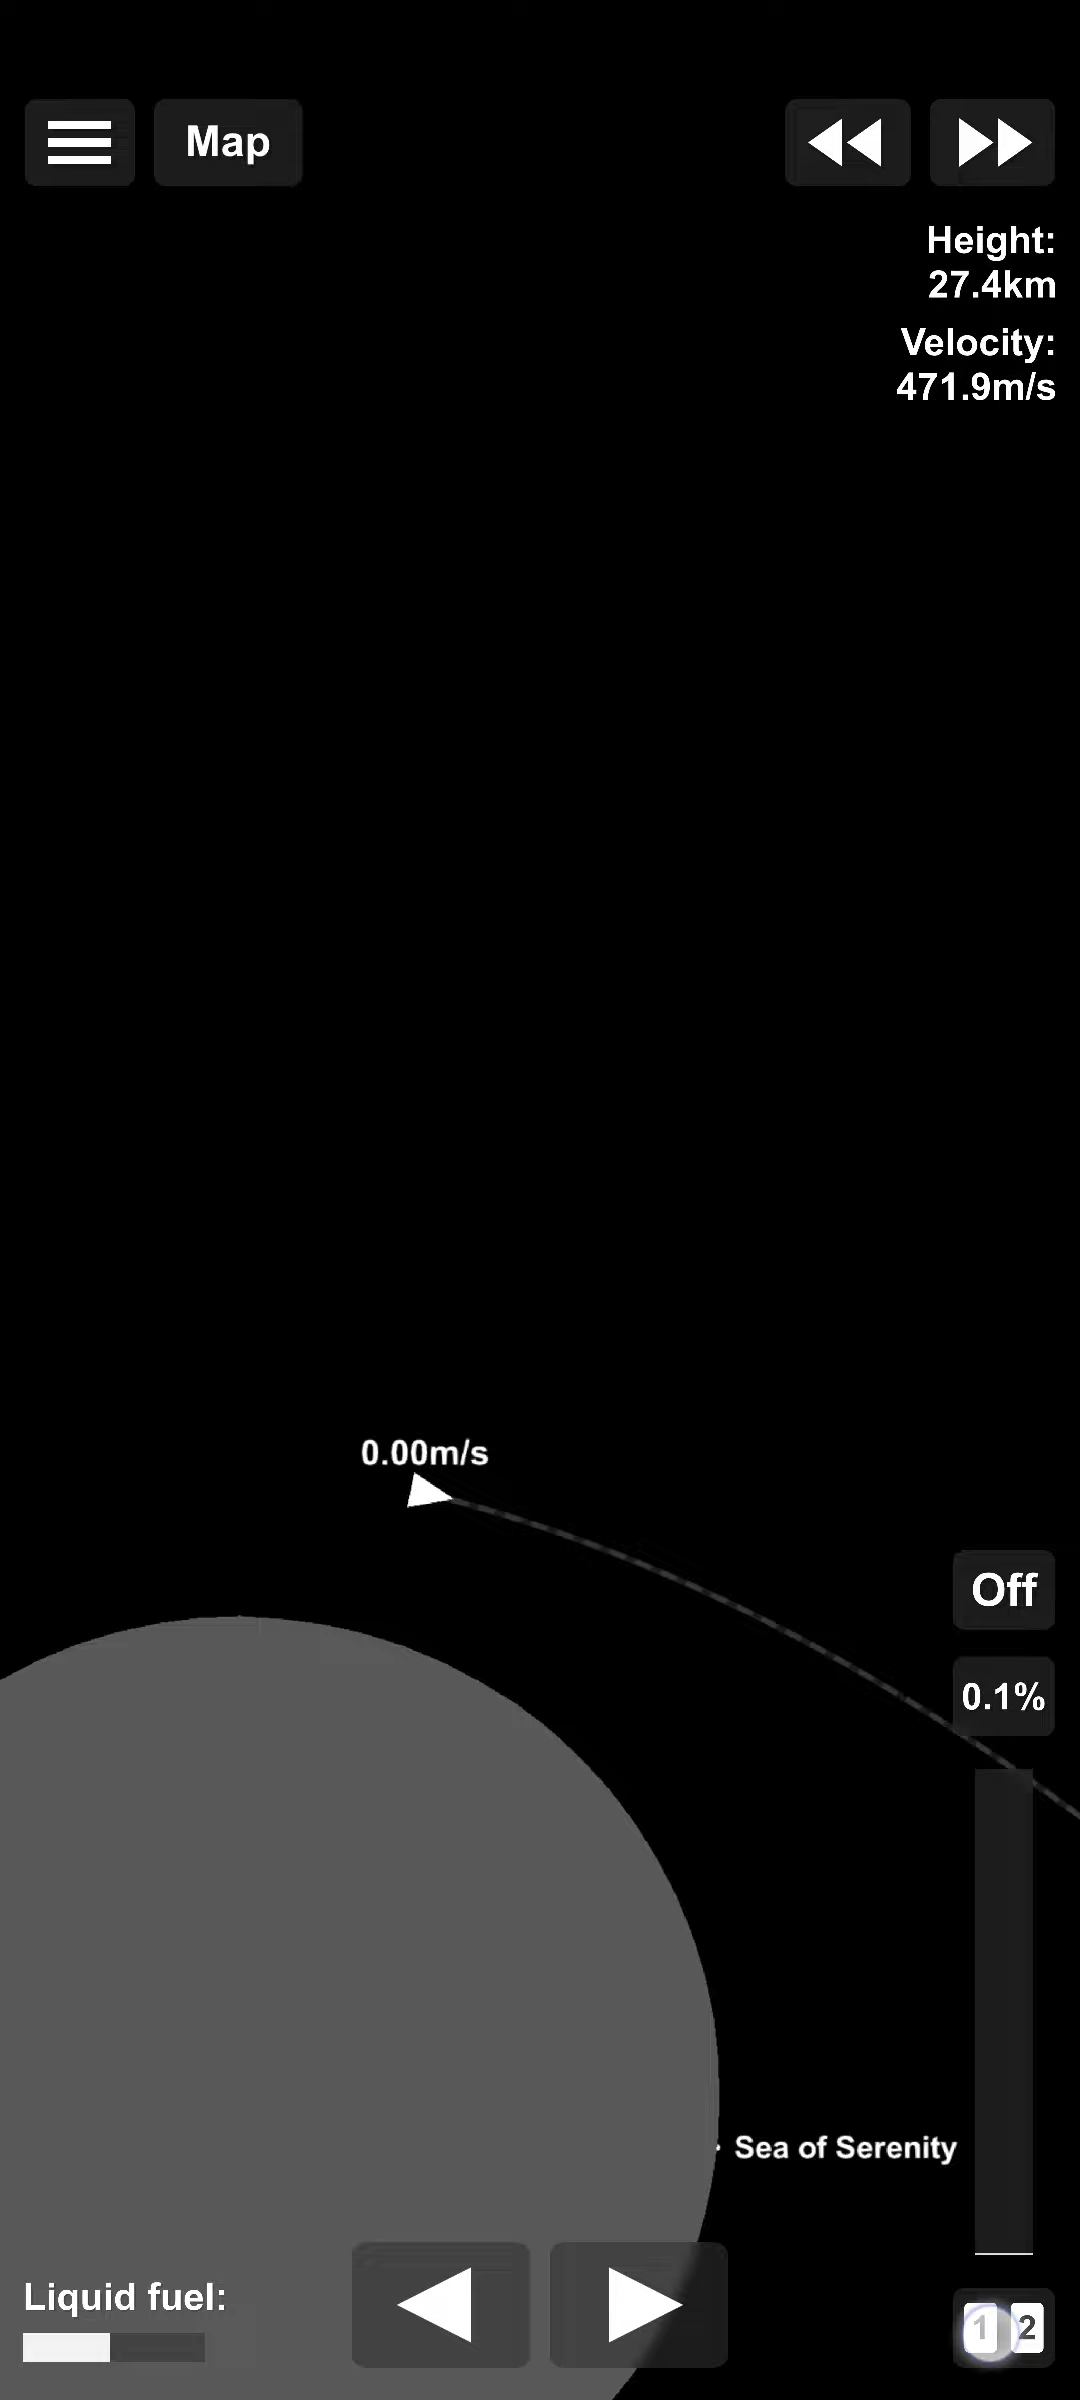 Map
Height:
27.4km
Velocity:
471.9m/s
0.00m/s
Off
0.1%
Sea of Serenity
Liquid fuel:
1 2